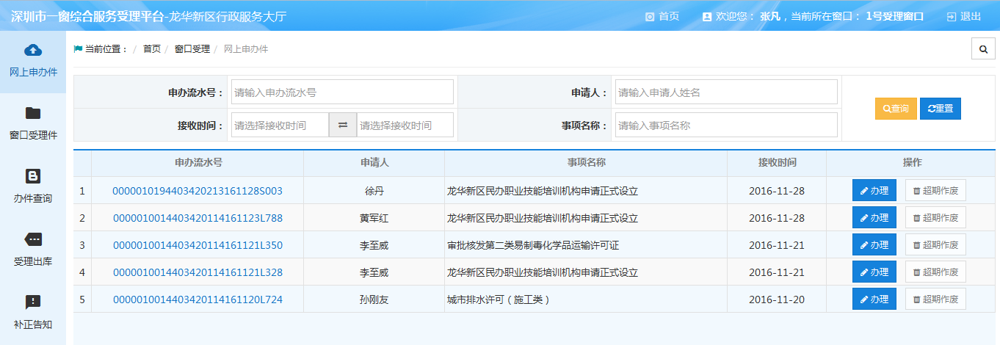 深圳市一窗综合服务受理平台-龙华新区行政服务大厅 首页 欢迎您： 张凡，当前所在窗口： 1号受理窗口 退出
网上申办件
窗口受理件
办件查询
受理出库
补正告知
当前位置： / 首页 / 窗口受理 / 网上申办件
申办流水号： 请输入申办流水号 申请人： 请输入申请人姓名
接收时间： 请选择接收时间 请选择接收时间 事项名称： 请输入事项名称
查询 重置
申办流水号 申请人 事项名称 接收时间 操作
1 0000010194403420213161128S003 徐丹 龙华新区民办职业技能培训机构申请正式设立 2016-11-28 办理 超期作废
2 0000010014403420114161123L788 黄军红 龙华新区民办职业技能培训机构申请正式设立 2016-11-28 办理 超期作废
3 0000010014403420114161121L350 李至威 审批核发第二类易制毒化学品运输许可证 2016-11-21 办理 超期作废
4 0000010014403420114161121L328 李至威 龙华新区民办职业技能培训机构申请正式设立 2016-11-21 办理 超期作废
5 0000010014403420114161120L724 孙刚友 城市排水许可（施工类） 2016-11-20 办理 超期作废